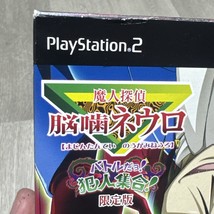 PlayStation 2
魔人探偵
脳噛ネウロ
【まじんたんてい のうがみねうろ】
バトルだヨ!
犯人集合!
限定版